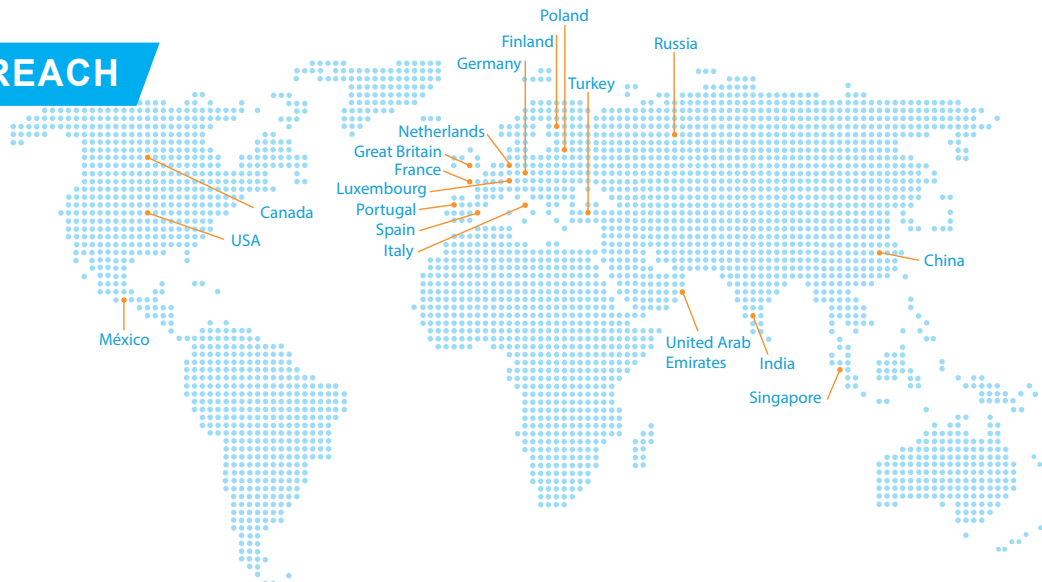 REACH
Poland
Finland
Russia
Germany
Turkey
Netherlands
Great Britain
France
Luxembourg
Portugal
Spain
Italy
Canada
USA
China
México
United Arab
Emirates
India
Singapore